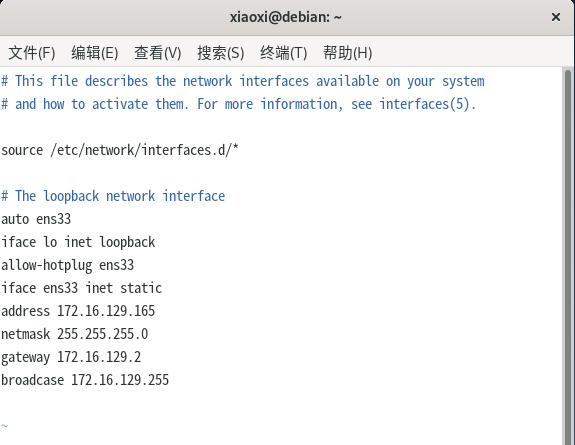 xiaoxi@debian: ~
×
文件(F) 编辑(E) 查看(V) 搜索(S) 终端(T) 帮助(H)
# This file describes the network interfaces available on your system
# and how to activate them. For more information, see interfaces(5).
source /etc/network/interfaces.d/*
# The loopback network interface
auto ens33
iface lo inet loopback
allow-hotplug ens33
iface ens33 inet static
address 172.16.129.165
netmask 255.255.255.0
gateway 172.16.129.2
broadcase 172.16.129.255
~